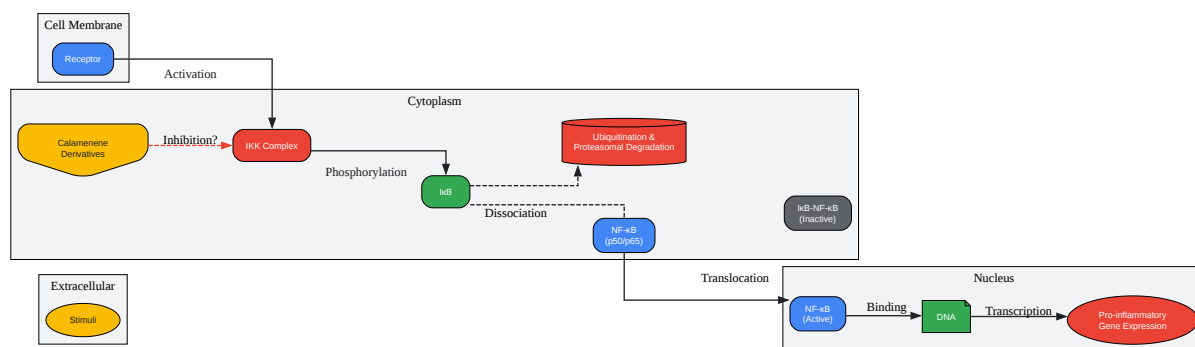 Cell Membrane
Receptor
Activation
Cytoplasm
Calamenene
Derivatives
Inhibition?
IKK Complex
Phosphorylation
Ubiquitination &
Proteasomal Degradation
IκB
Dissociation
NF-κB
(p50/p65)
IκB-NF-κB
(Inactive)
Extracellular
Stimuli
Translocation
Nucleus
NF-κB
(Active)
Binding
DNA
Transcription
Pro-inflammatory
Gene Expression